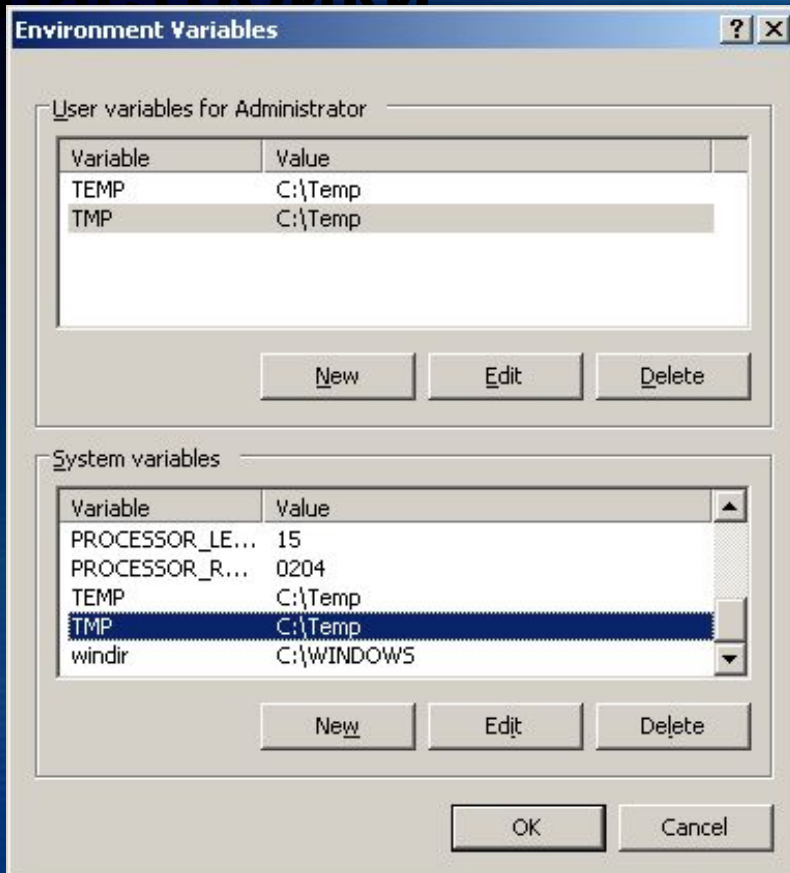 Environment Variables
User variables for Administrator
Variable Value
TEMP C:\Temp
TMP C:\Temp
New Edit Delete
System variables
Variable Value
PROCESSOR_LE... 15
PROCESSOR_R... 0204
TEMP C:\Temp
TMP C:\Temp
windir C:\WINDOWS
New Edit Delete
OK Cancel